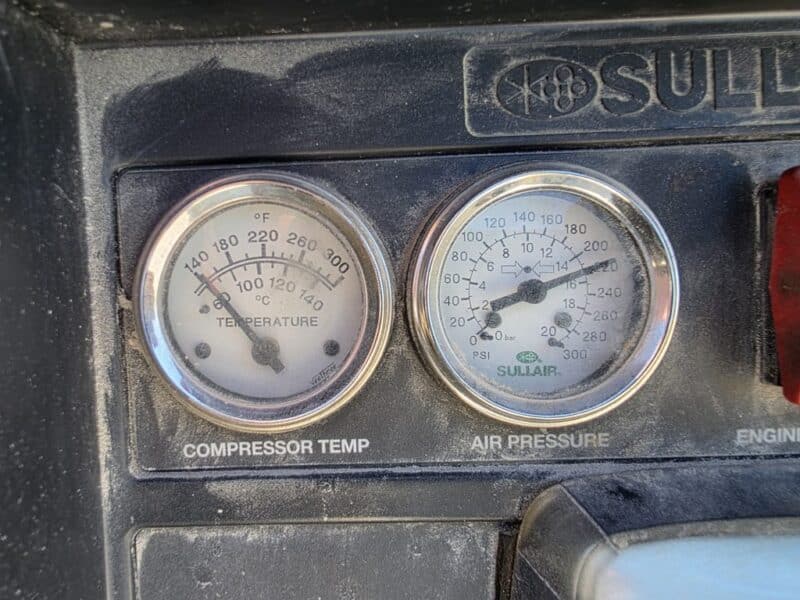 SULL
°F
140 180 220 260 300
60 100 120 140
°C
TEMPERATURE
COMPRESSOR TEMP
0 20 40 60 80 100 120 140 160 180 200 240 260 280 300
0 2 4 6 8 10 12 14 16 18 20
bar
PSI
SULLAIR
AIR PRESSURE
ENGIN